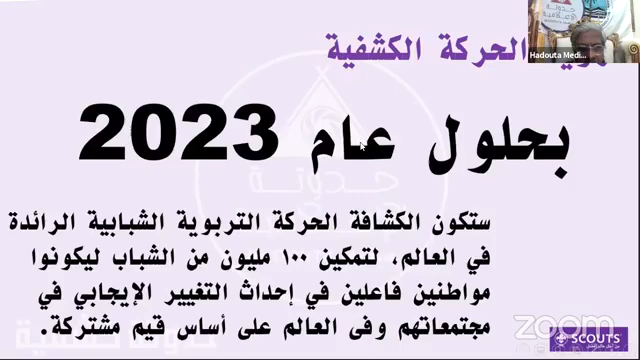 الحركة الكشفية
Hadouta Medi...
بحلول عام 2023
ستكون الكشافة الحركة التربوية الشبابية الرائدة
في العالم، لتمكين ١٠٠ مليون من الشباب ليكونوا
مواطنين فاعلين في إحداث التغيير الإيجابي في
مجتمعاتهم وفى العالم على أساس قيم مشتركة.
zoom
SCOUTS